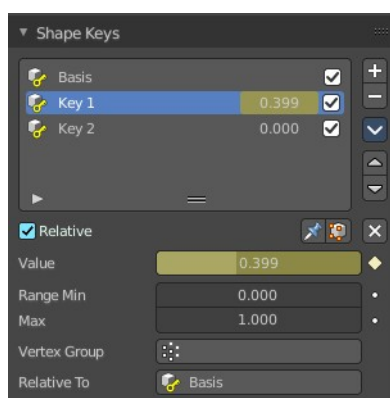 Shape Keys
Basis
Key 1 0.399
Key 2 0.000
Relative
Value 0.399
Range Min 0.000
Max 1.000
Vertex Group
Relative To Basis